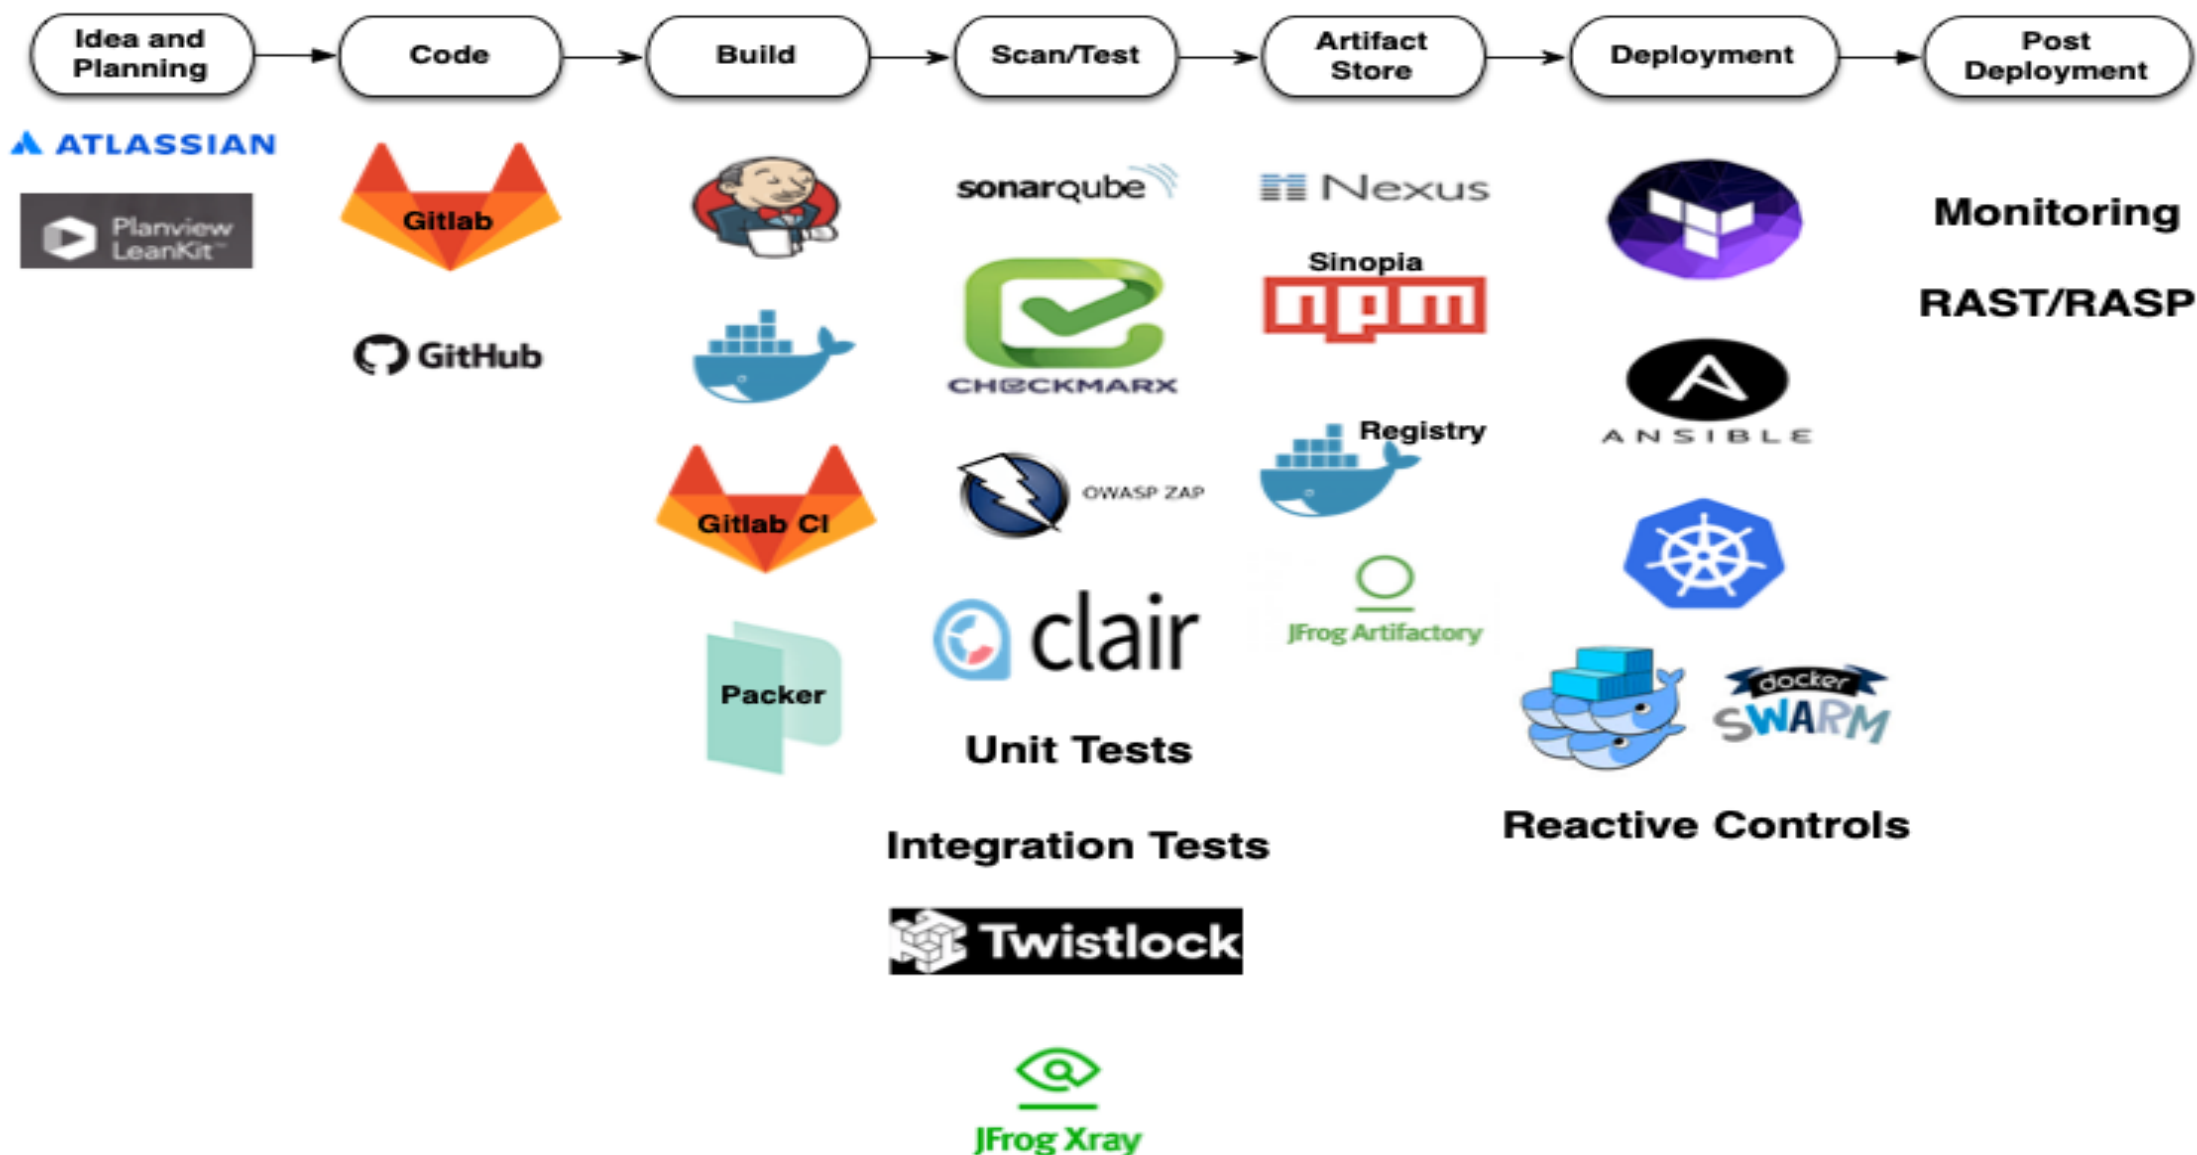 Idea and
Planning
Code
Build
Scan/Test
Artifact
Store
Deployment
Post
Deployment
ATLASSIAN
Planview
LeanKit™
Gitlab
GitHub
Gitlab CI
Packer
sonarqube
CHECKMARX
OWASP ZAP
clair
Unit Tests
Integration Tests
Twistlock
JFrog Xray
Nexus
Sinopia
npm
Registry
JFrog Artifactory
ANSIBLE
docker
SWARM
Reactive Controls
Monitoring
RAST/RASP